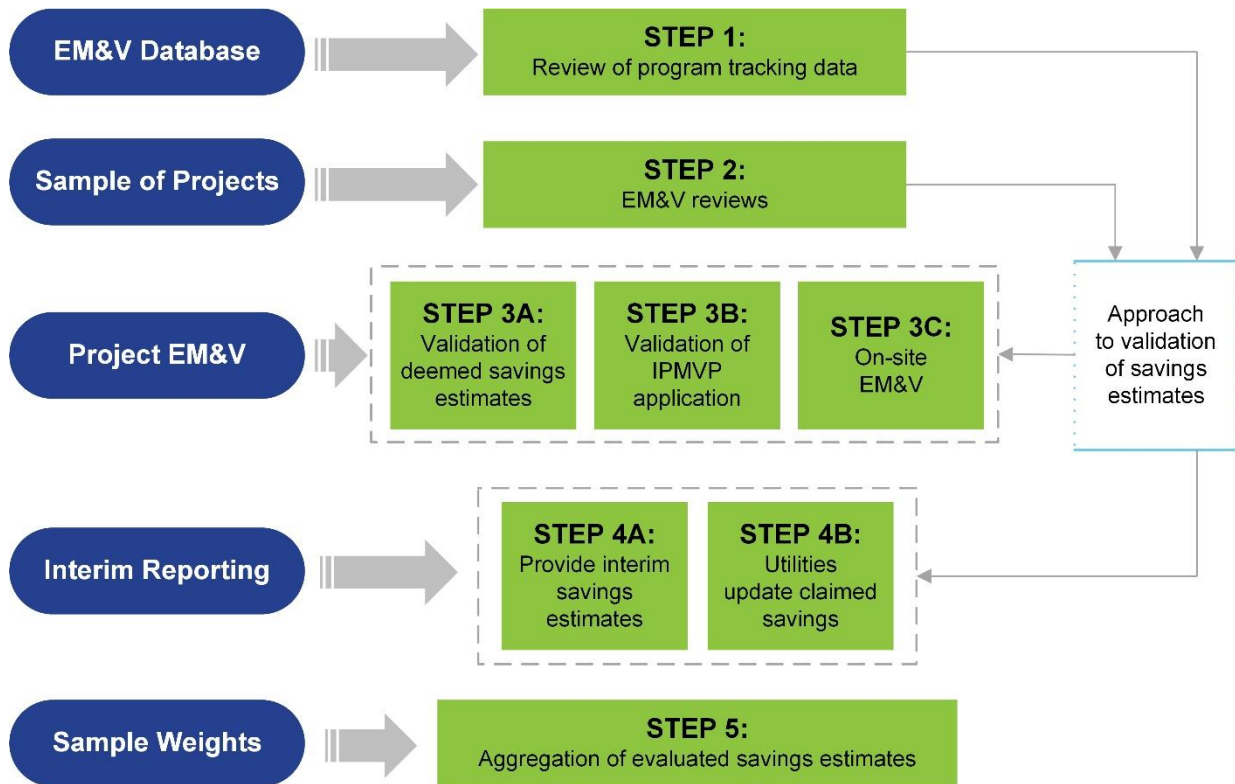 EM&V Database
STEP 1:
Review of program tracking data
Sample of Projects
STEP 2:
EM&V reviews
Project EM&V
STEP 3A:
Validation of
deemed savings
estimates
STEP 3B:
Validation of
IPMVP
application
STEP 3C:
On-site
EM&V
Approach
to validation
of savings
estimates
Interim Reporting
STEP 4A:
Provide interim
savings
estimates
STEP 4B:
Utilities
update claimed
savings
Sample Weights
STEP 5:
Aggregation of evaluated savings estimates